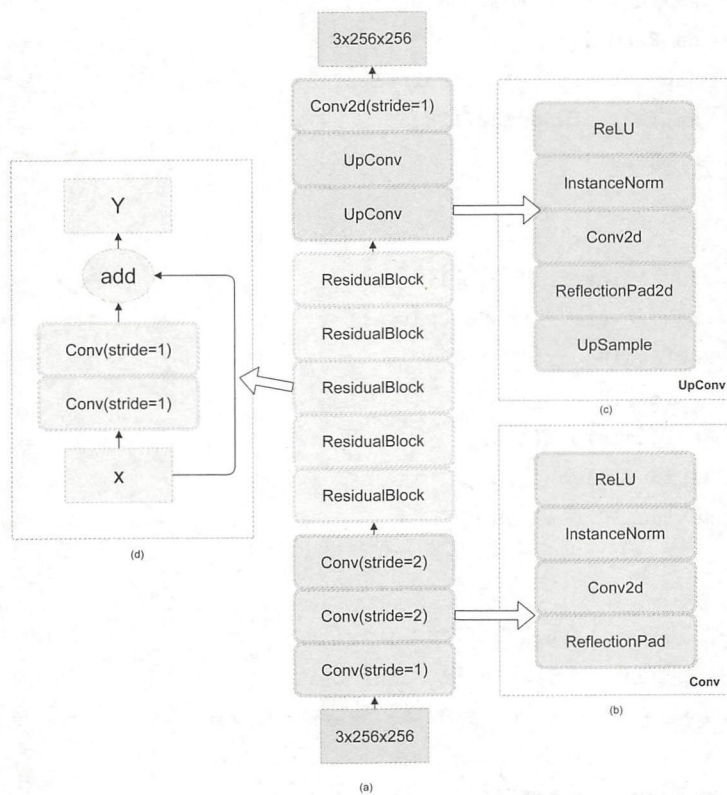 3x256x256
Conv2d(stride=1)
UpConv
UpConv
ResidualBlock
ResidualBlock
ResidualBlock
ResidualBlock
ResidualBlock
Conv(stride=2)
Conv(stride=2)
Conv(stride=1)
3x256x256
(a)
Y
add
Conv(stride=1)
Conv(stride=1)
x
(d)
ReLU
InstanceNorm
Conv2d
ReflectionPad2d
UpSample
UpConv
(c)
ReLU
InstanceNorm
Conv2d
ReflectionPad
Conv
(b)